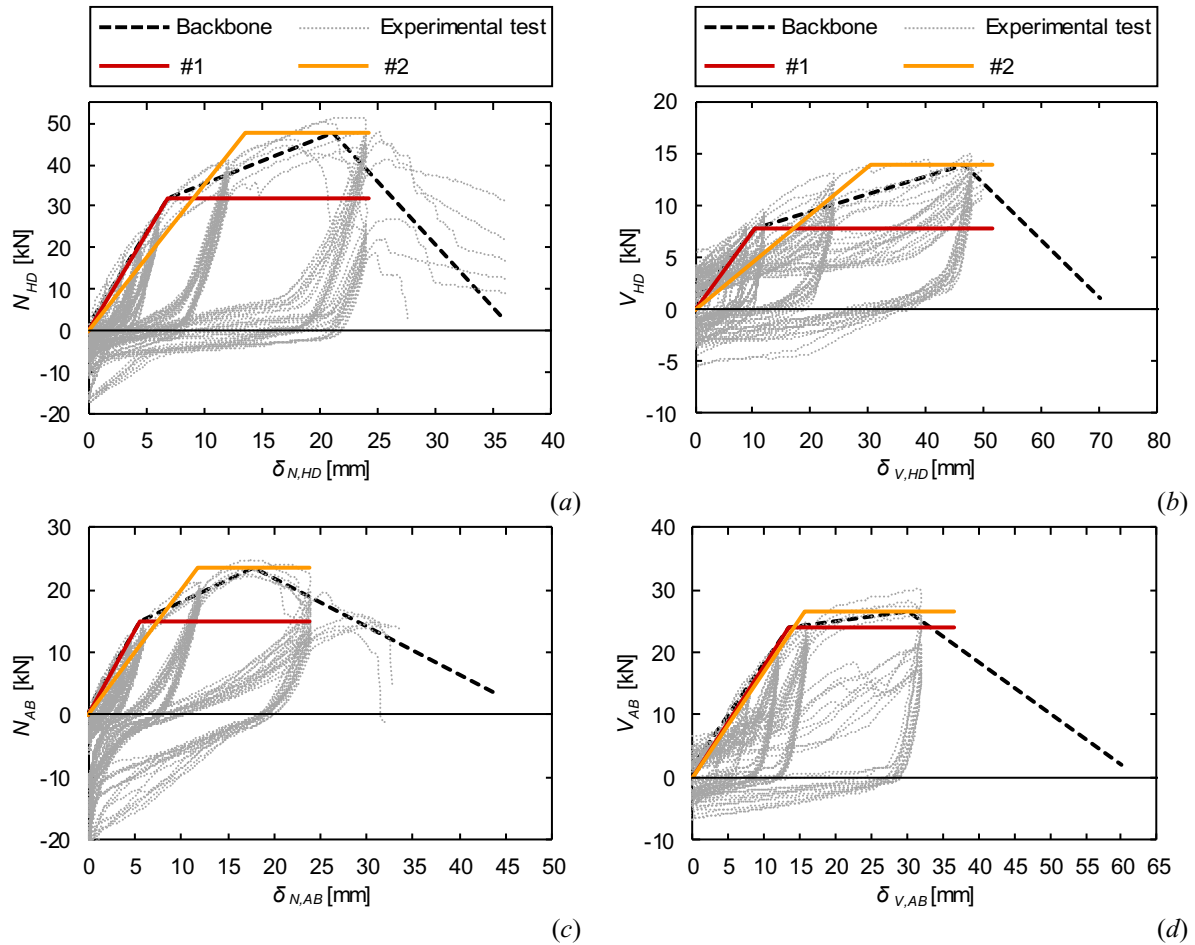 Backbone Experimental test
#1 #2
Backbone Experimental test
#1 #2
50
40
30
20
10
0
-10
-20
N_HD [kN]
0 5 10 15 20 25 30 35 40
δ_N,HD [mm]
(a)
20
15
10
5
0
-5
-10
V_HD [kN]
0 10 20 30 40 50 60 70 80
δ_V,HD [mm]
(b)
30
20
10
0
-10
-20
N_AB [kN]
0 5 10 15 20 25 30 35 40 45 50
δ_N,AB [mm]
(c)
40
30
20
10
0
-10
V_AB [kN]
0 5 10 15 20 25 30 35 40 45 50 55 60 65
δ_V,AB [mm]
(d)